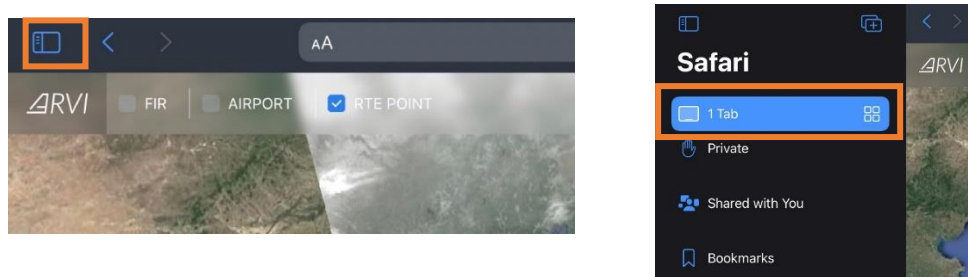 AA
ARVI FIR AIRPORT RTE POINT
Safari
ARVI
1 Tab
Private
Shared with You
Bookmarks